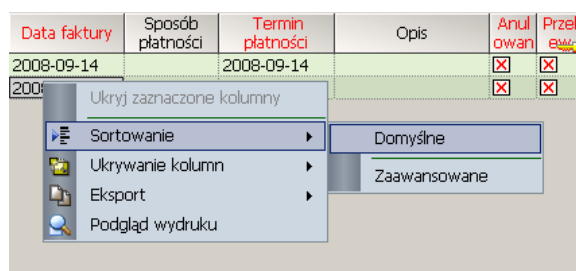 Data faktury Sposób płatności Termin płatności Opis Anul owan Przel e
2008-09-14 2008-09-14
200
Ukryj zaznaczone kolumny
Sortowanie Domyślne
Ukrywanie kolumn Zaawansowane
Eksport
Podgląd wydruku